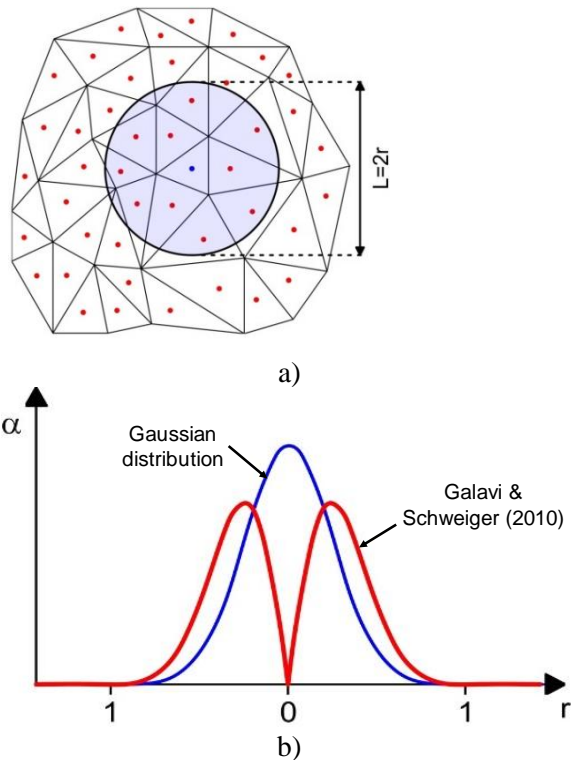 L=2r
a)
α
Gaussian
distribution
Galavi &
Schweiger (2010)
1
0
1
r
b)